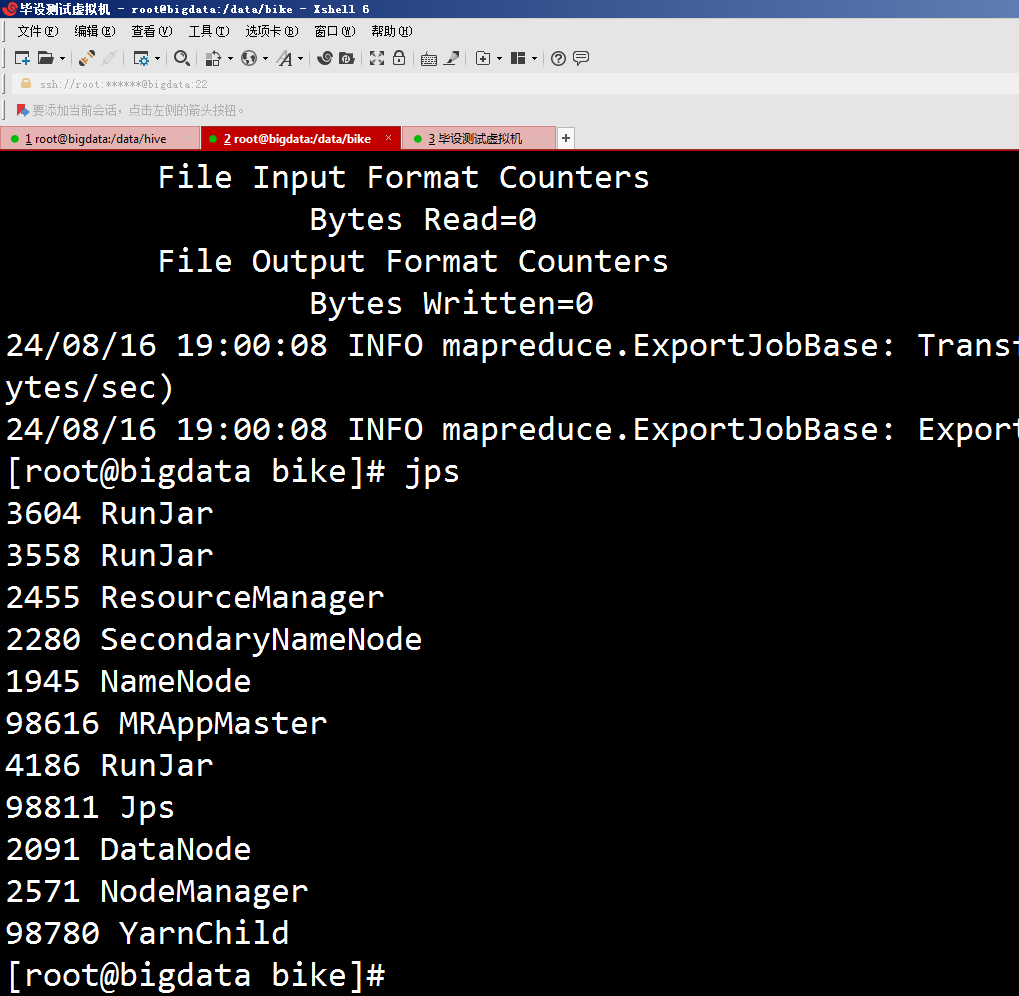 毕设测试虚拟机 - root@bigdata:/data/bike - Xshell 6
文件(F) 编辑(E) 查看(V) 工具(T) 选项卡(B) 窗口(W) 帮助(H)
ssh://root:******@bigdata:22
要添加当前会话，点击左侧的箭头按钮。
1 root@bigdata:/data/hive × 2 root@bigdata:/data/bike × 3 毕设测试虚拟机 × +
File Input Format Counters
Bytes Read=0
File Output Format Counters
Bytes Written=0
24/08/16 19:00:08 INFO mapreduce.ExportJobBase: Transf
ytes/sec)
24/08/16 19:00:08 INFO mapreduce.ExportJobBase: Export
[root@bigdata bike]# jps
3604 RunJar
3558 RunJar
2455 ResourceManager
2280 SecondaryNameNode
1945 NameNode
98616 MRAppMaster
4186 RunJar
98811 Jps
2091 DataNode
2571 NodeManager
98780 YarnChild
[root@bigdata bike]#